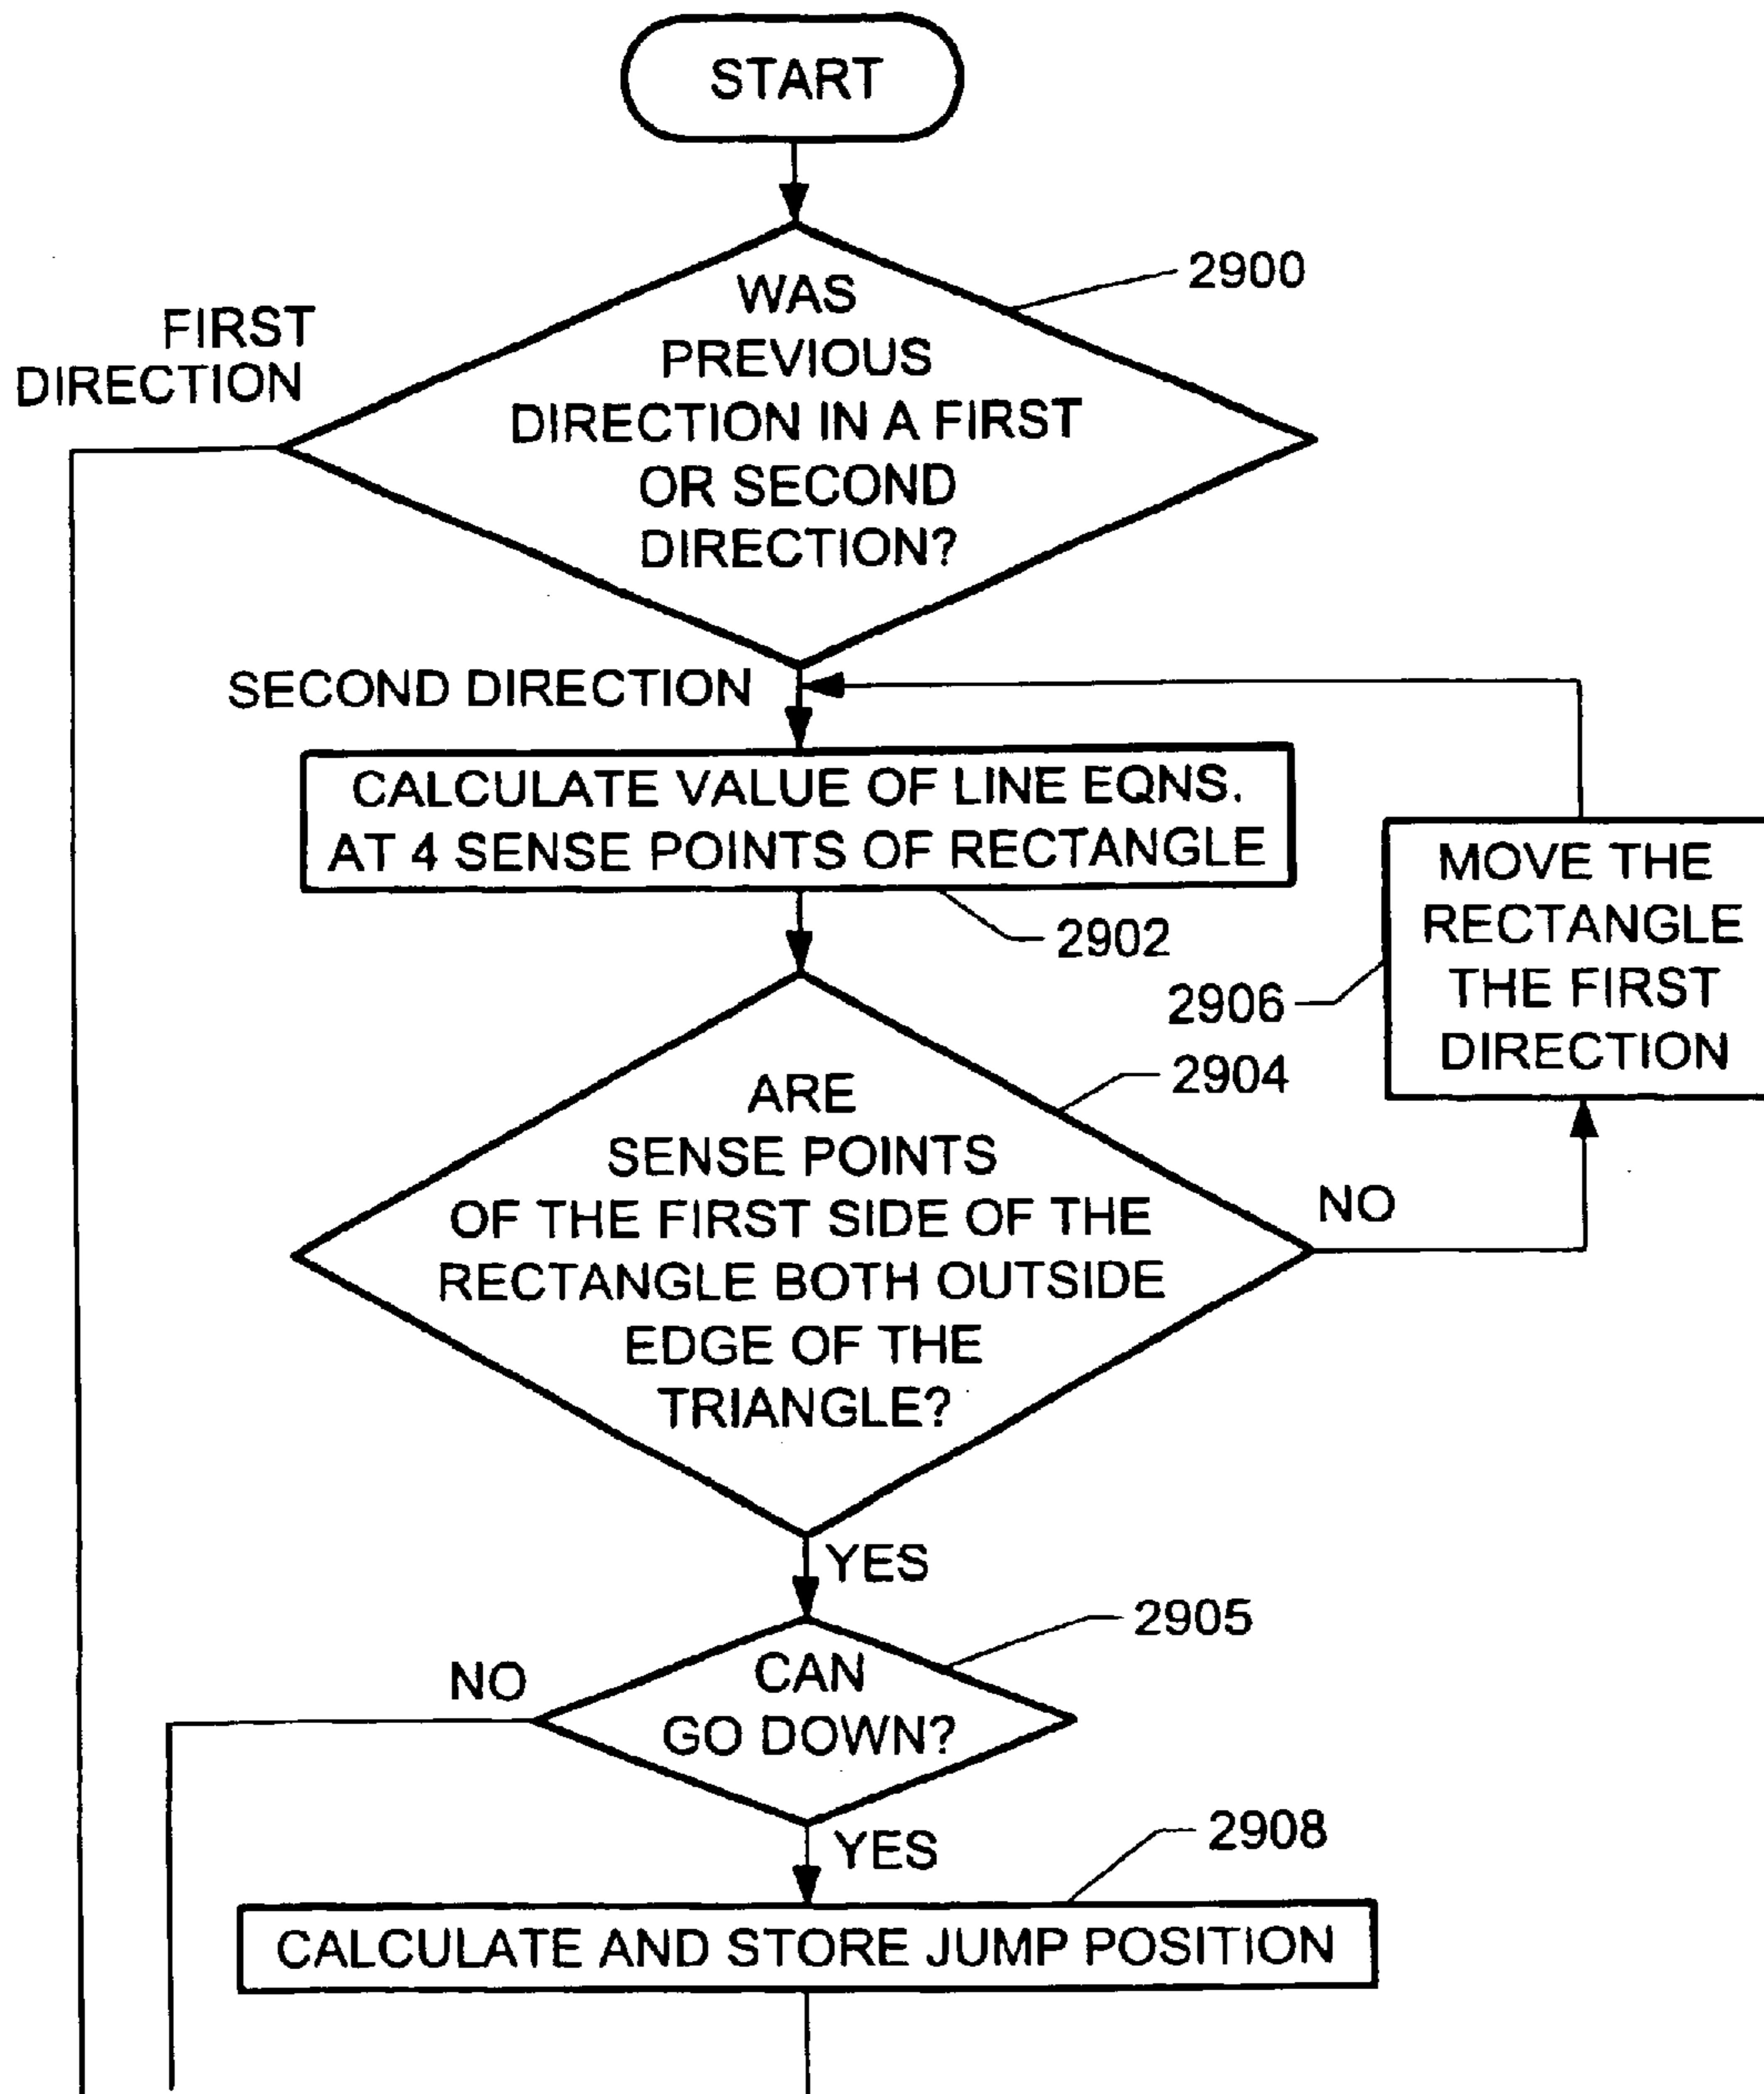 START
2900
WAS
PREVIOUS
DIRECTION IN A FIRST
OR SECOND
DIRECTION?
FIRST
DIRECTION
SECOND DIRECTION
CALCULATE VALUE OF LINE EQNS.
AT 4 SENSE POINTS OF RECTANGLE
2902
MOVE THE
RECTANGLE
THE FIRST
DIRECTION
2906
2904
ARE
SENSE POINTS
OF THE FIRST SIDE OF THE
RECTANGLE BOTH OUTSIDE
EDGE OF THE
TRIANGLE?
NO
YES
2905
CAN
GO DOWN?
NO
YES
2908
CALCULATE AND STORE JUMP POSITION